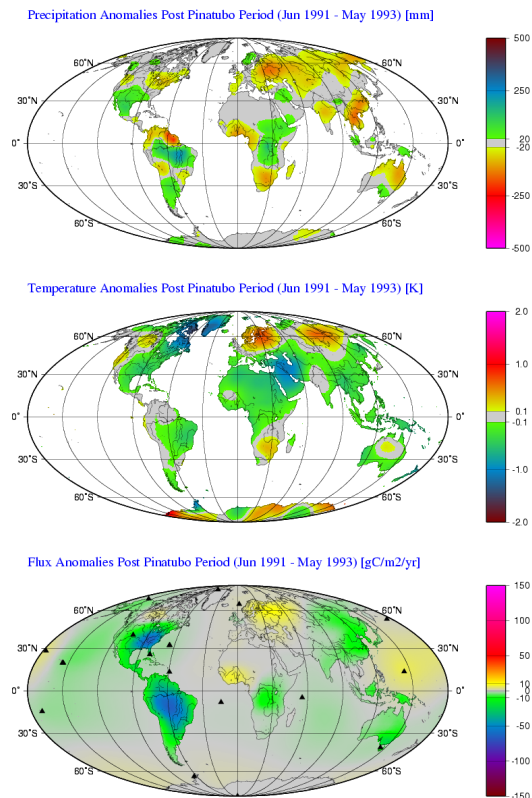 Precipitation Anomalies Post Pinatubo Period (Jun 1991 - May 1993) [mm]
60˚N 60˚N
30˚N 30˚N
0˚ 0˚
30˚S 30˚S
60˚S 60˚S
500
250
20
-20
-250
-500
Temperature Anomalies Post Pinatubo Period (Jun 1991 - May 1993) [K]
60˚N 60˚N
30˚N 30˚N
0˚ 0˚
30˚S 30˚S
60˚S 60˚S
2.0
1.0
0.1
-0.1
-1.0
-2.0
Flux Anomalies Post Pinatubo Period (Jun 1991 - May 1993) [gC/m2/yr]
60˚N 60˚N
30˚N 30˚N
0˚ 0˚
30˚S 30˚S
60˚S 60˚S
150
100
50
10
0
-10
-50
-100
-150